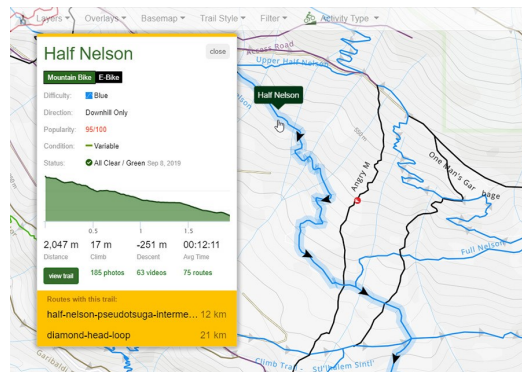 Layers Overlays Basemap Trail Style Filter Activity Type
Half Nelson
close
Mountain Bike E-Bike
Difficulty: Blue
Direction: Downhill Only
Popularity: 95/100
Condition: Variable
Status: All Clear / Green Sep 8, 2019
0.5 1 1.5
2,047 m 17 m -251 m 00:12:11
Distance Climb Descent Avg Time
view trail 185 photos 63 videos 75 routes
Routes with this trail:
half-nelson-pseudotsuga-interme... 12 km
diamond-head-loop 21 km
Access Road
Upper Half Nelson
Half Nelson
Angry M
One Man's Gar bage
Full Nelson
Climb Trail
Garibaldi